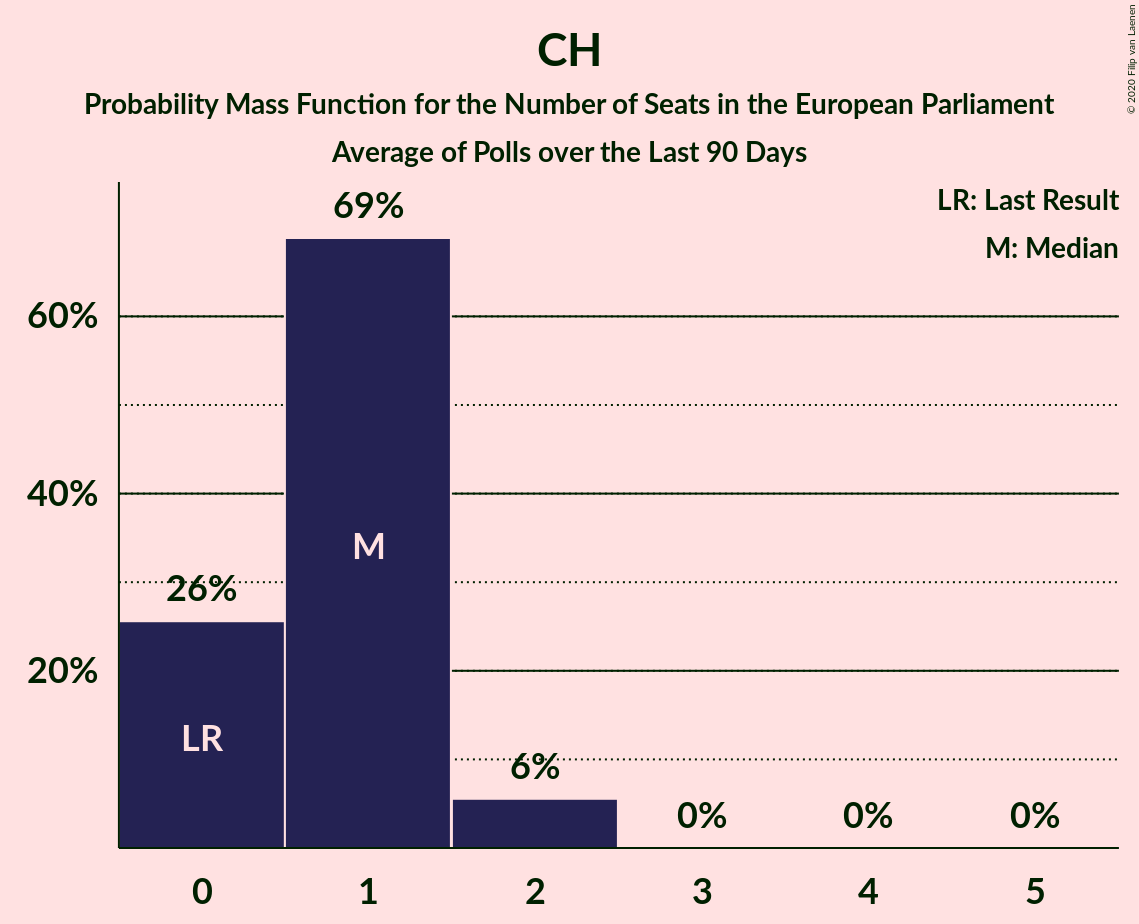 CH
Probability Mass Function for the Number of Seats in the European Parliament
Average of Polls over the Last 90 Days
© 2020 Filip van Laenen
LR: Last Result
M: Median
69%
60%
40%
M
26%
20%
LR
6%
0%
0%
0%
0
1
2
3
4
5